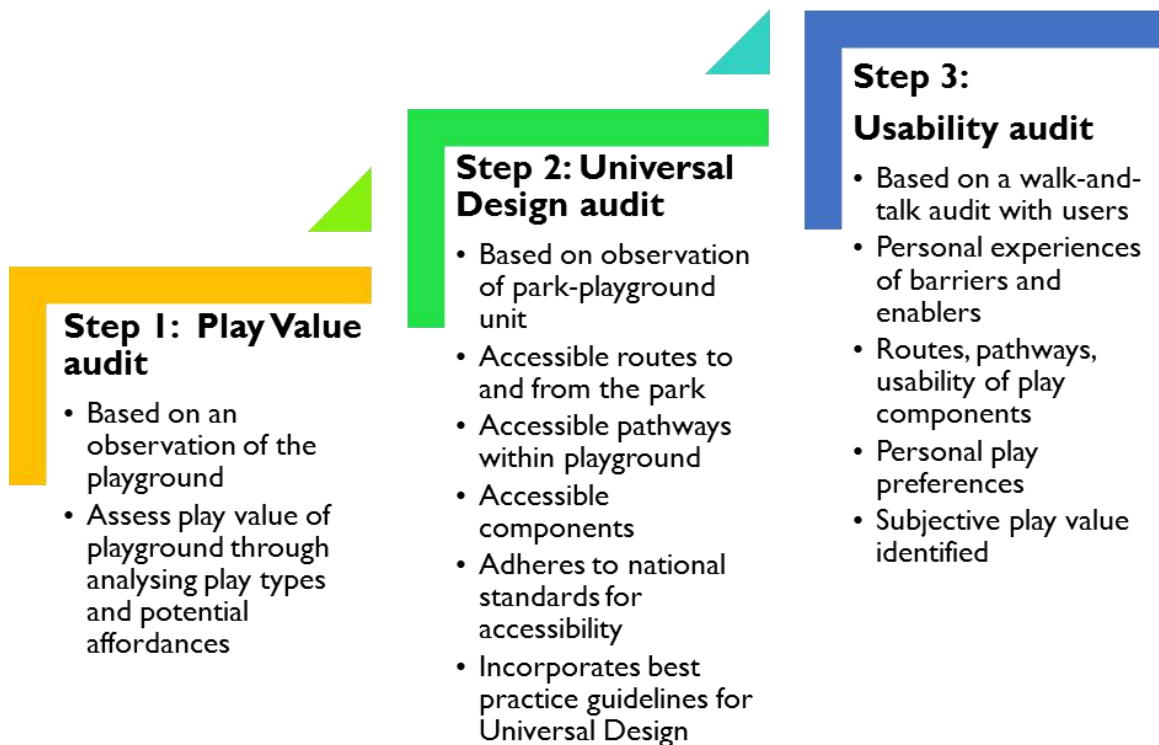 Step 1:  Play Value
audit
• Based on an
observation of the
playground
• Assess play value of
playground through
analysing play types
and potential
affordances
Step 2: Universal
Design audit
• Based on observation
of park-playground
unit
• Accessible routes to
and from the park
• Accessible pathways
within playground
• Accessible
components
• Adheres to national
standards for
accessibility
• Incorporates best
practice guidelines for
Universal Design
Step 3:
Usability audit
• Based on a walk-and-
talk audit with users
• Personal experiences
of barriers and
enablers
• Routes, pathways,
usability of play
components
• Personal play
preferences
• Subjective play value
identified